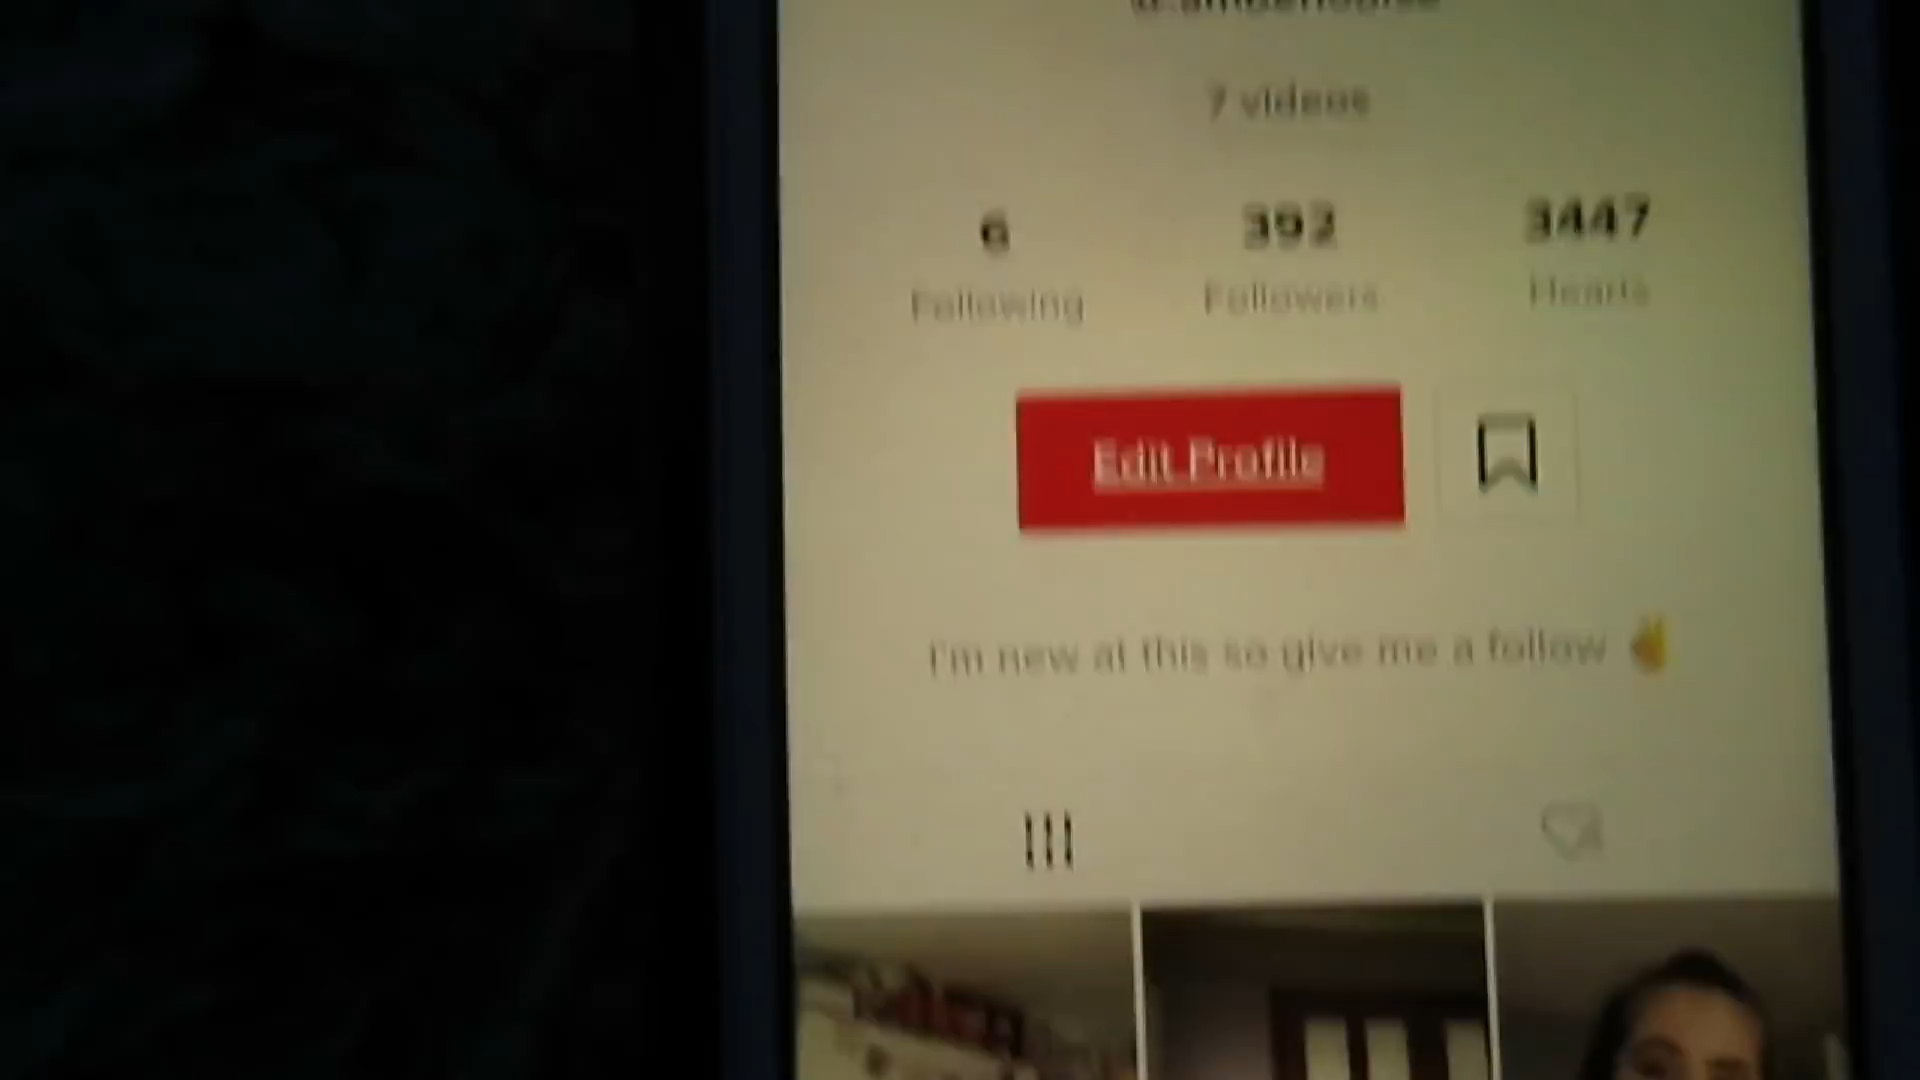 7 videos
6 392 3447
Following Followers Hearts
Edit Profile
I'm new at this so give me a follow ✌